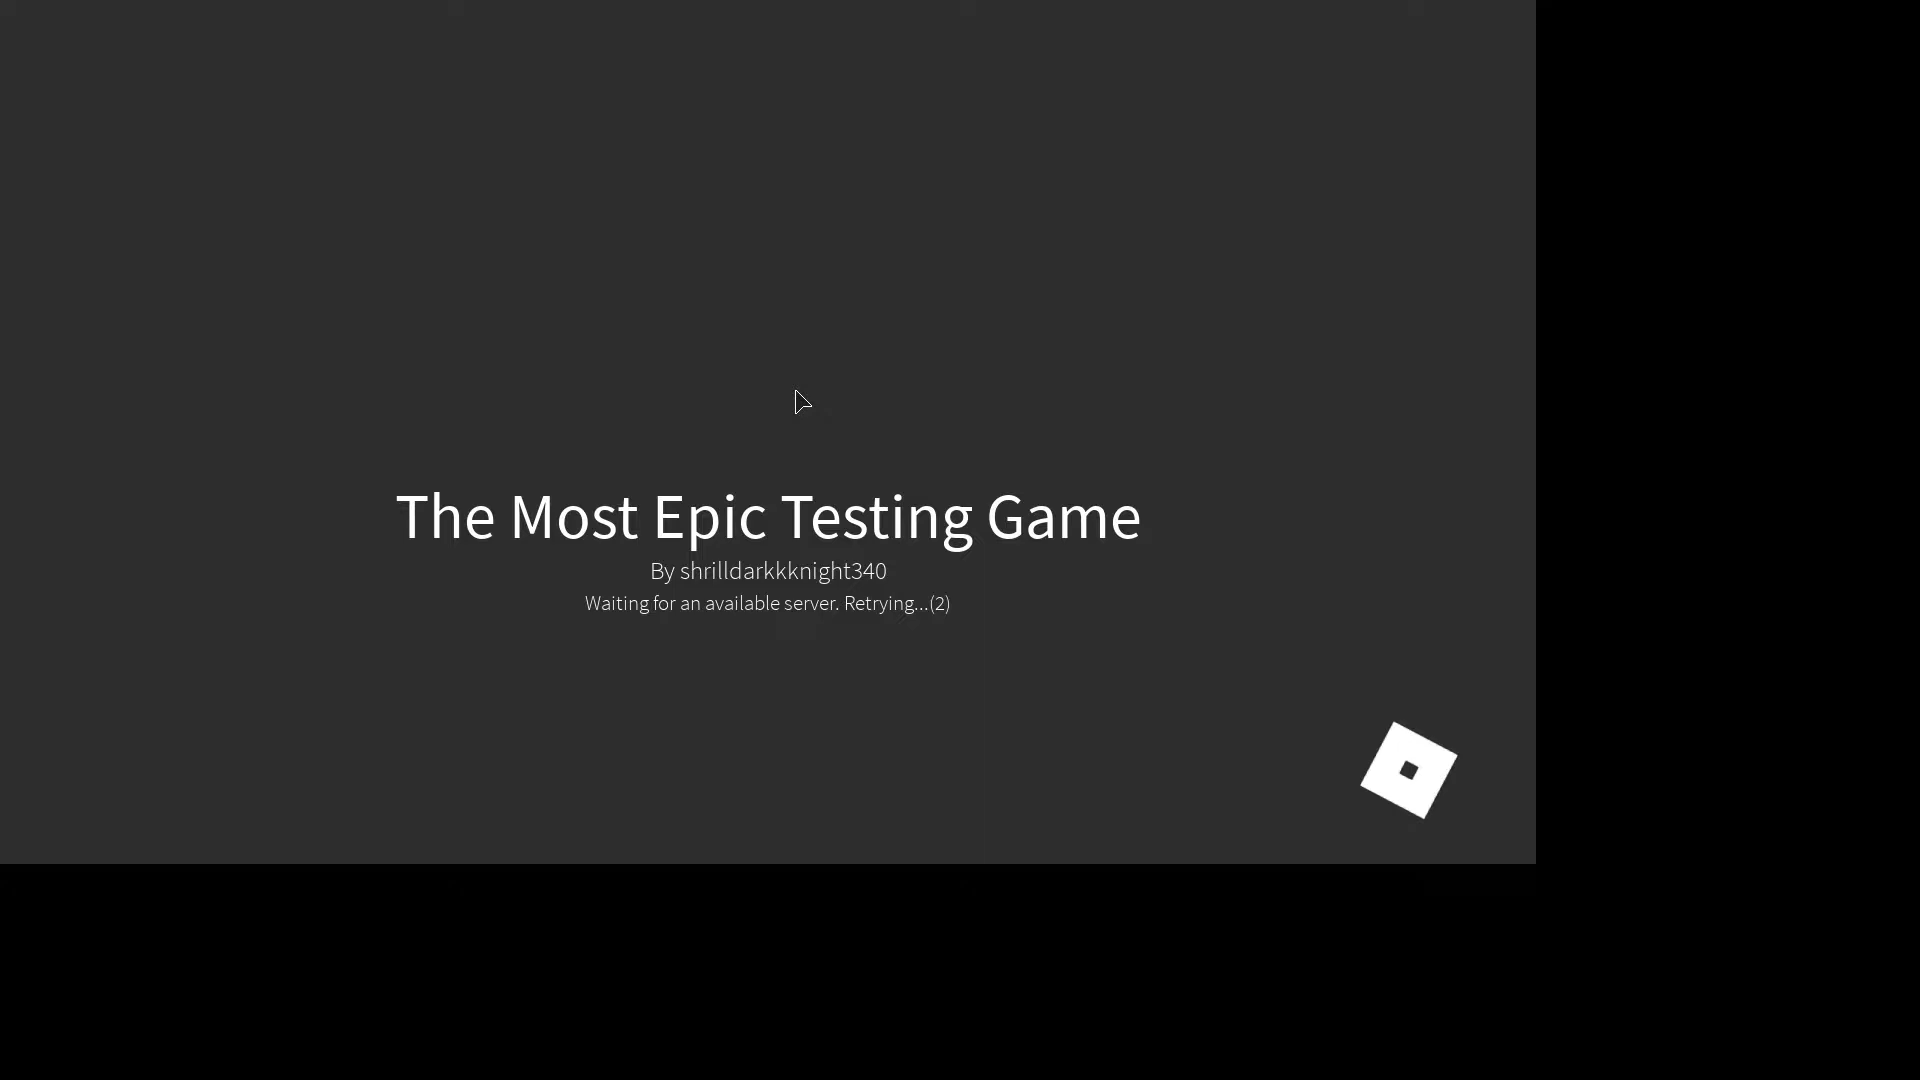 The Most Epic Testing Game
By shrilldarkkknight340
Waiting for an available server. Retrying...(2)